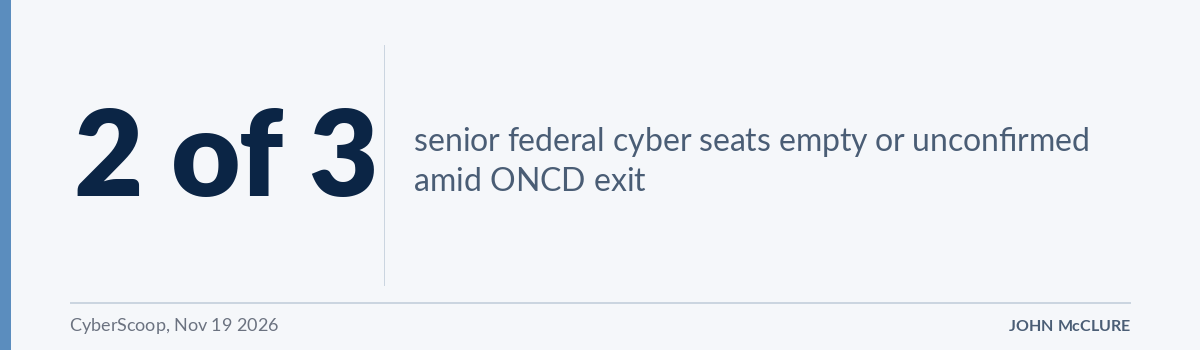 2 of 3
senior federal cyber seats empty or unconfirmed
amid ONCD exit
CyberScoop, Nov 19 2026
JOHN McCLURE